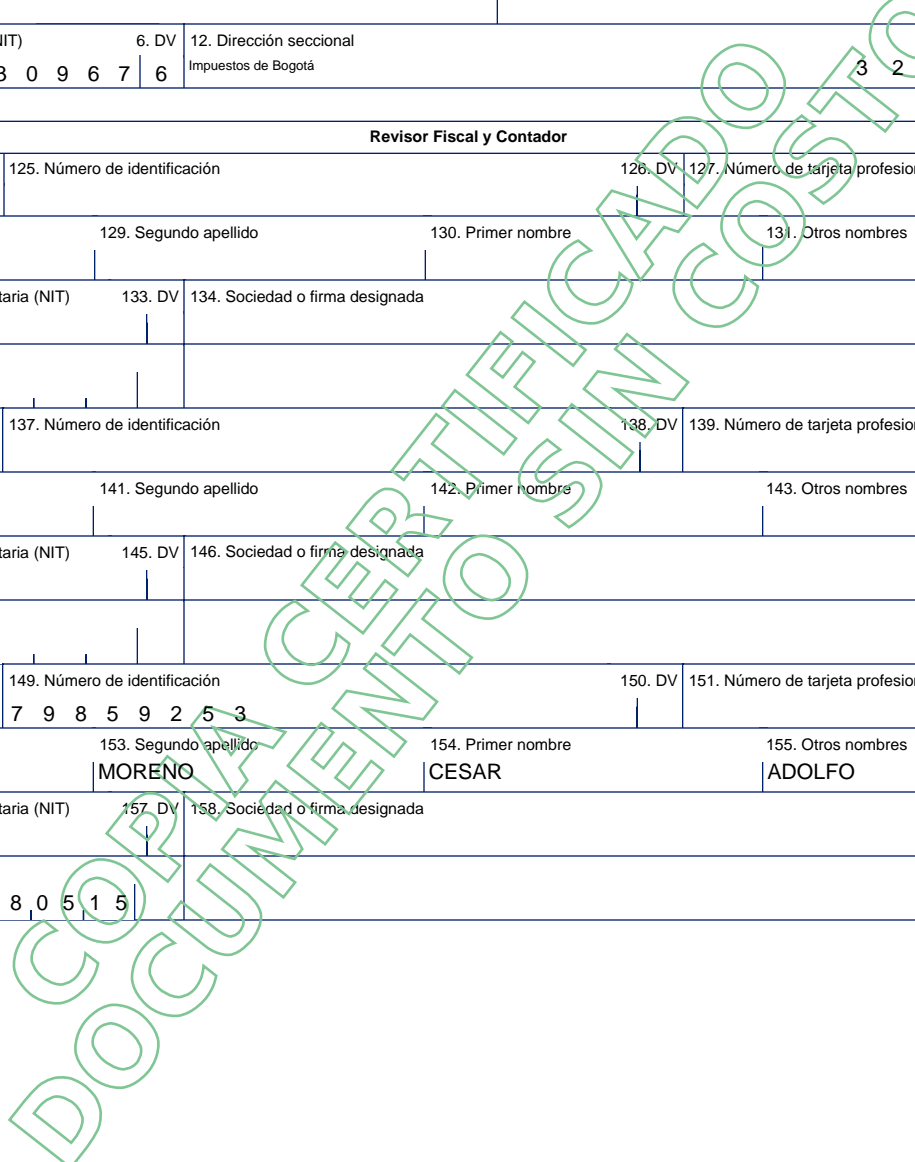 NIT) 6. DV 12. Dirección seccional
3 0 9 6 7 6 Impuestos de Bogotá 3 2
Revisor Fiscal y Contador
125. Número de identificación 126. DV 127. Número de tarjeta profesion
129. Segundo apellido 130. Primer nombre 131. Otros nombres
taria (NIT) 133. DV 134. Sociedad o firma designada
137. Número de identificación 138. DV 139. Número de tarjeta profesion
141. Segundo apellido 142. Primer nombre 143. Otros nombres
taria (NIT) 145. DV 146. Sociedad o firma designada
149. Número de identificación 150. DV 151. Número de tarjeta profesion
7 9 8 5 9 2 5 3
153. Segundo apellido 154. Primer nombre 155. Otros nombres
MORENO CESAR ADOLFO
taria (NIT) 157. DV 158. Sociedad o firma designada
8 0 5 1 5
COPIA CERTIFICADO
DOCUMENTO SIN COSTO